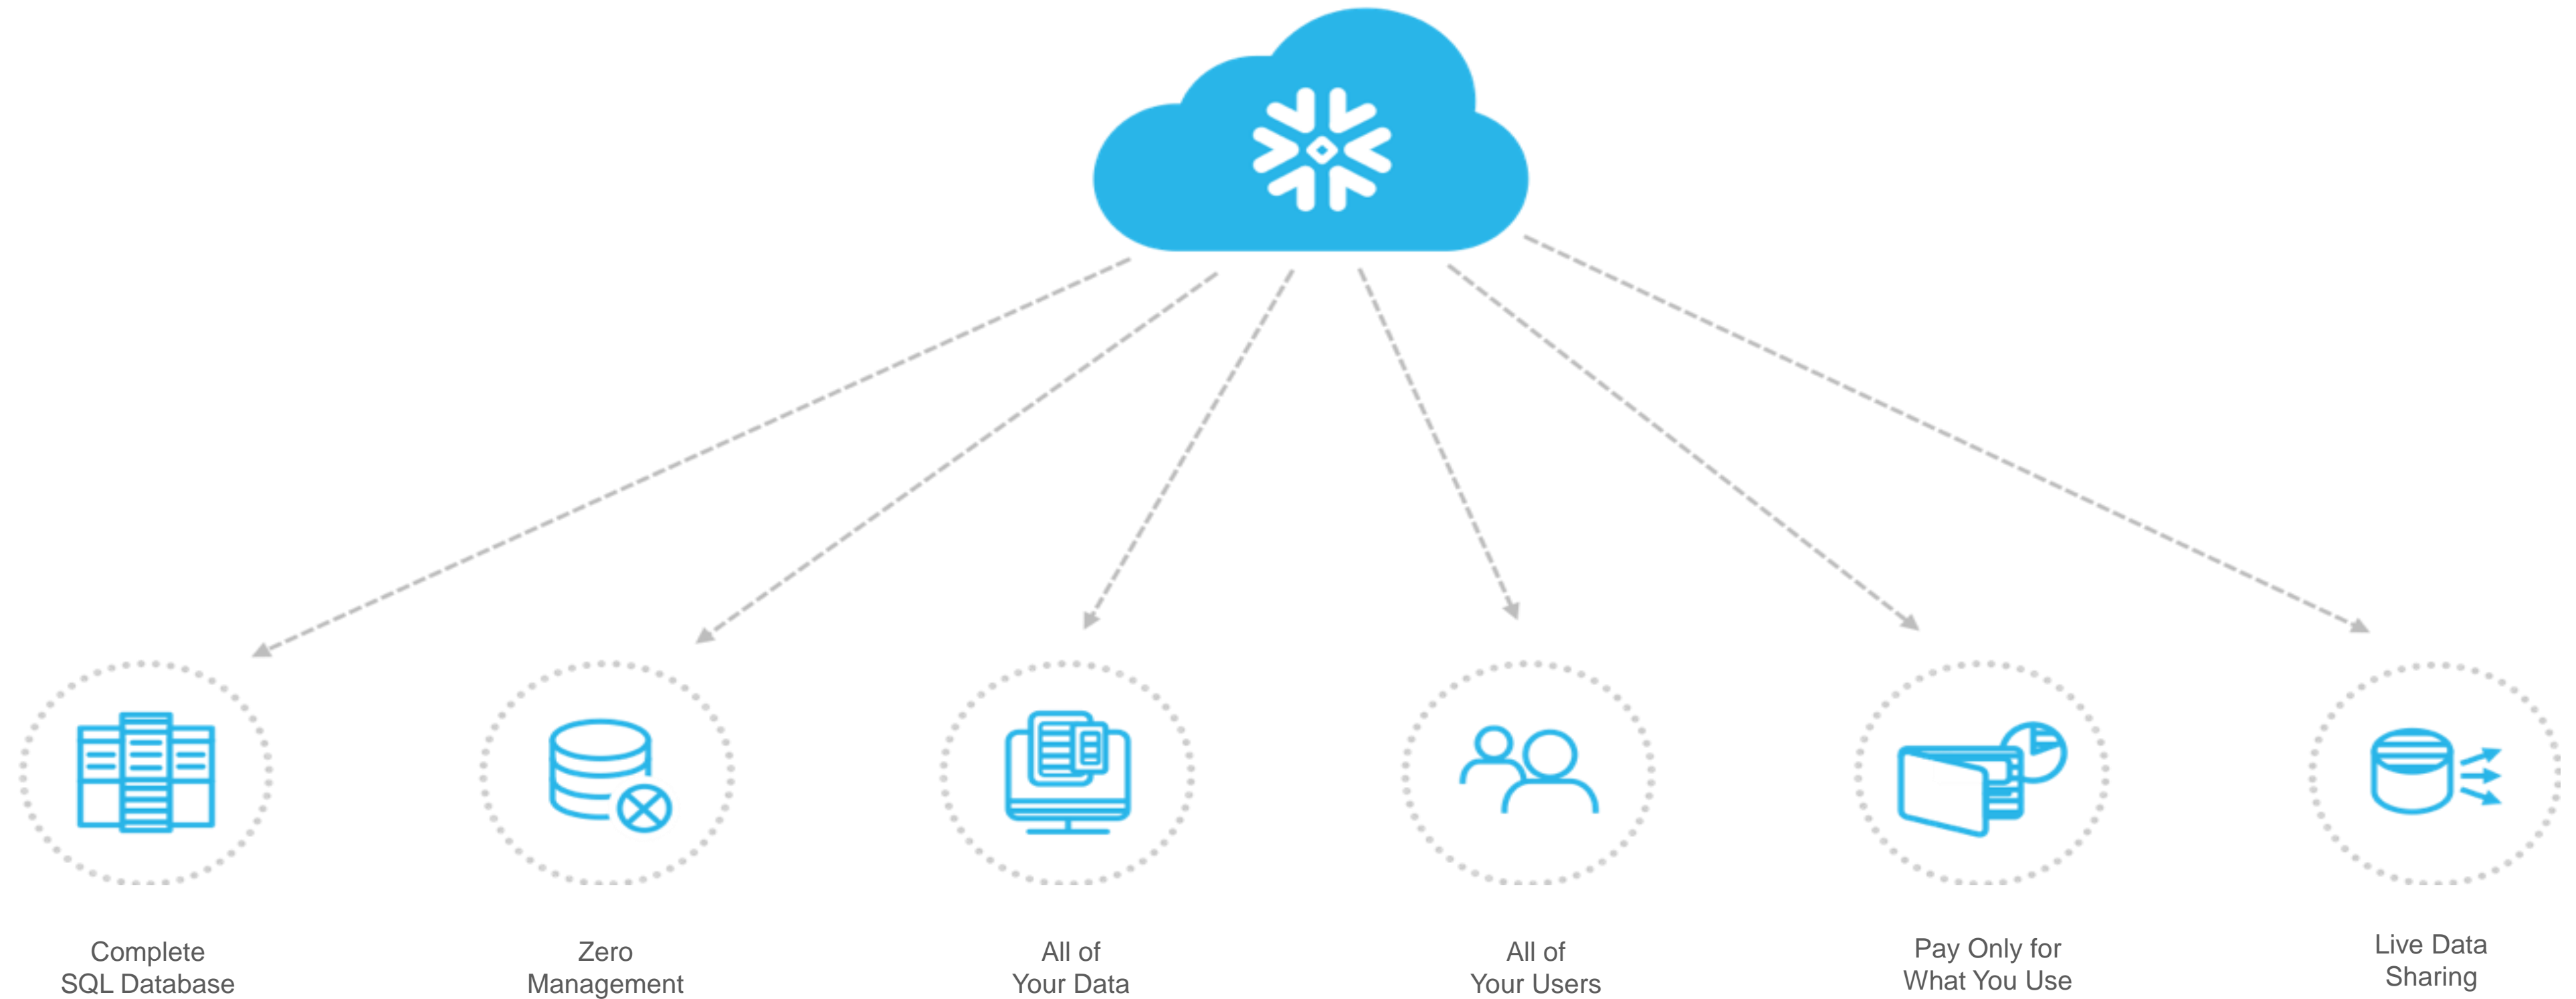 Complete
SQL Database
Zero
Management
All of
Your Data
All of
Your Users
Pay Only for
What You Use
Live Data
Sharing